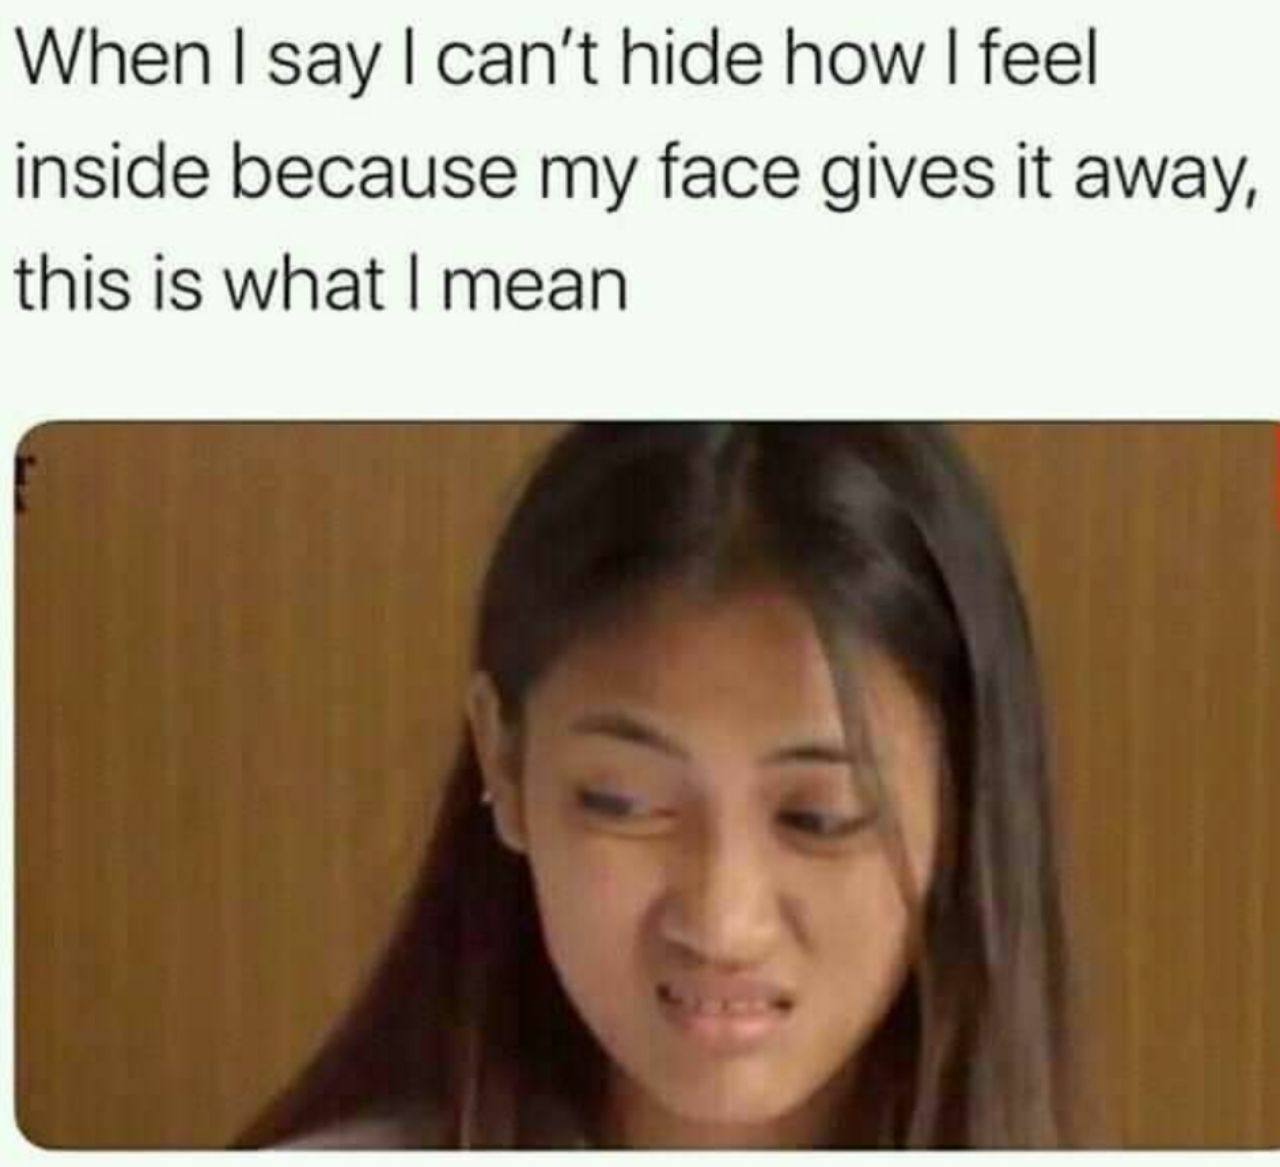 When I say I can't hide how I feel
inside because my face gives it away,
this is what I mean